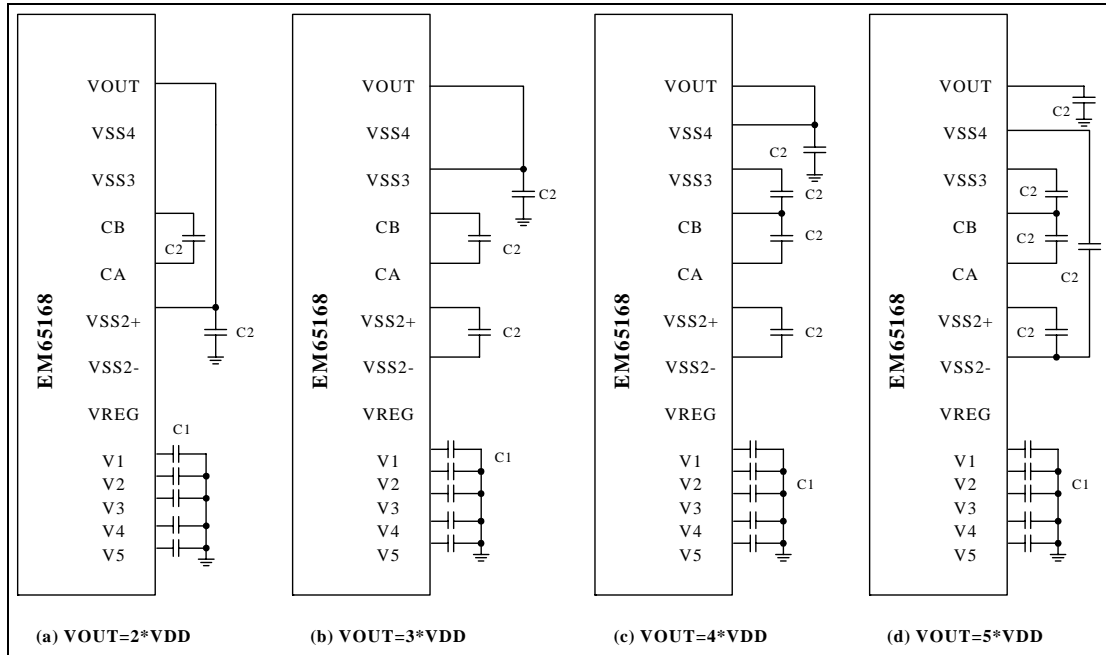 VOUT
VSS4
VSS3
CB
CA
VSS2+
VSS2-
VREG
V1
V2
V3
V4
V5
EM65168
C2
C2
C1
(a) VOUT=2*VDD
VOUT
VSS4
VSS3
CB
CA
VSS2+
VSS2-
VREG
V1
V2
V3
V4
V5
EM65168
C2
C2
C2
C1
(b) VOUT=3*VDD
VOUT
VSS4
VSS3
CB
CA
VSS2+
VSS2-
VREG
V1
V2
V3
V4
V5
EM65168
C2
C2
C2
C2
C1
(c) VOUT=4*VDD
VOUT
VSS4
VSS3
CB
CA
VSS2+
VSS2-
VREG
V1
V2
V3
V4
V5
EM65168
C2
C2
C2
C2
C2
C1
(d) VOUT=5*VDD